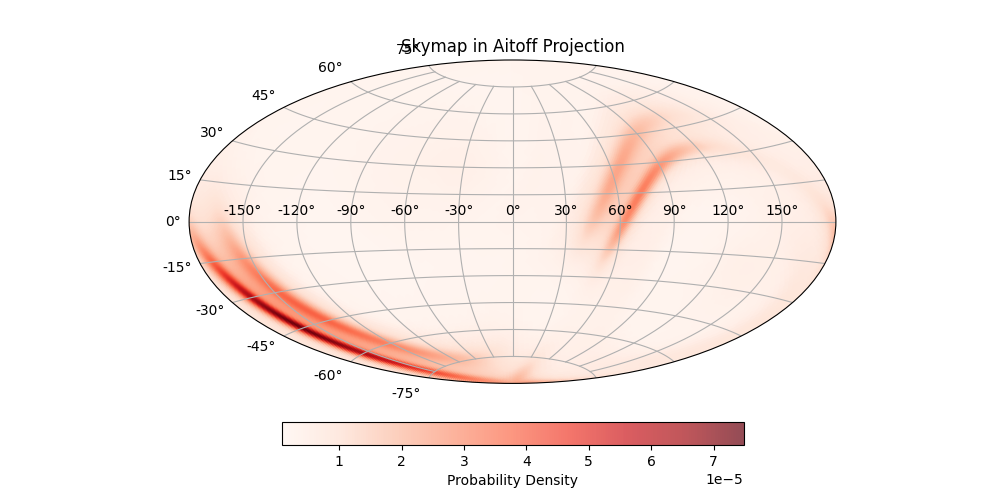 Skymap in Aitoff Projection
75°
60°
45°
30°
15°
-150° -120° -90° -60° -30° 0° 30° 60° 90° 120° 150°
0°
-15°
-30°
-45°
-60°
-75°
1 2 3 4 5 6 7
1e−5
Probability Density